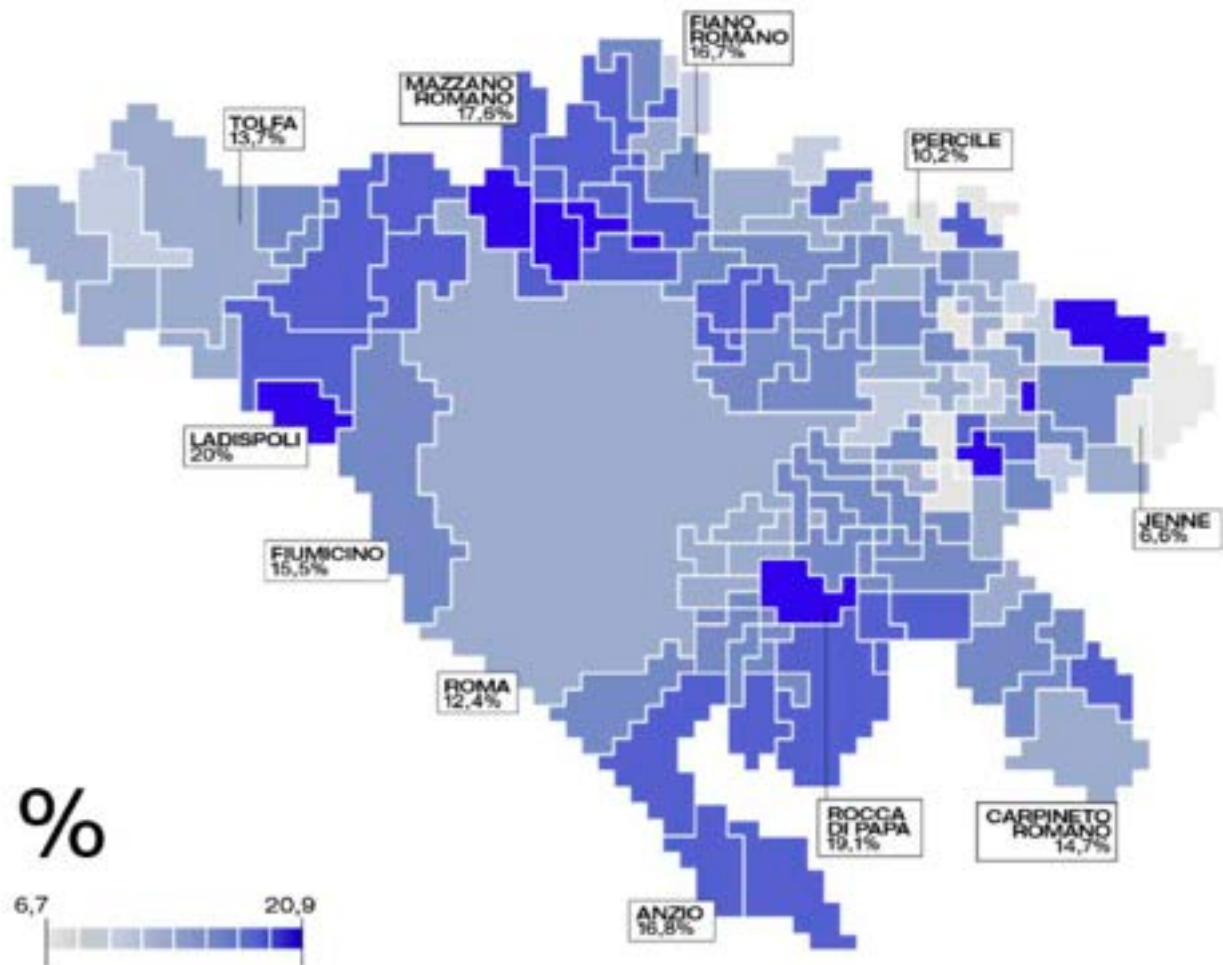 FIANO
ROMANO
16,7%
MAZZANO
ROMANO
17,6%
TOLFA
13,7%
PERCILE
10,2%
LADISPOLI
20%
JENNE
6,6%
FIUMICINO
15,5%
ROMA
12,4%
ROCCA
DI PAPA
19,1%
CARPINETO
ROMANO
14,7%
ANZIO
16,8%
%
6,7
20,9